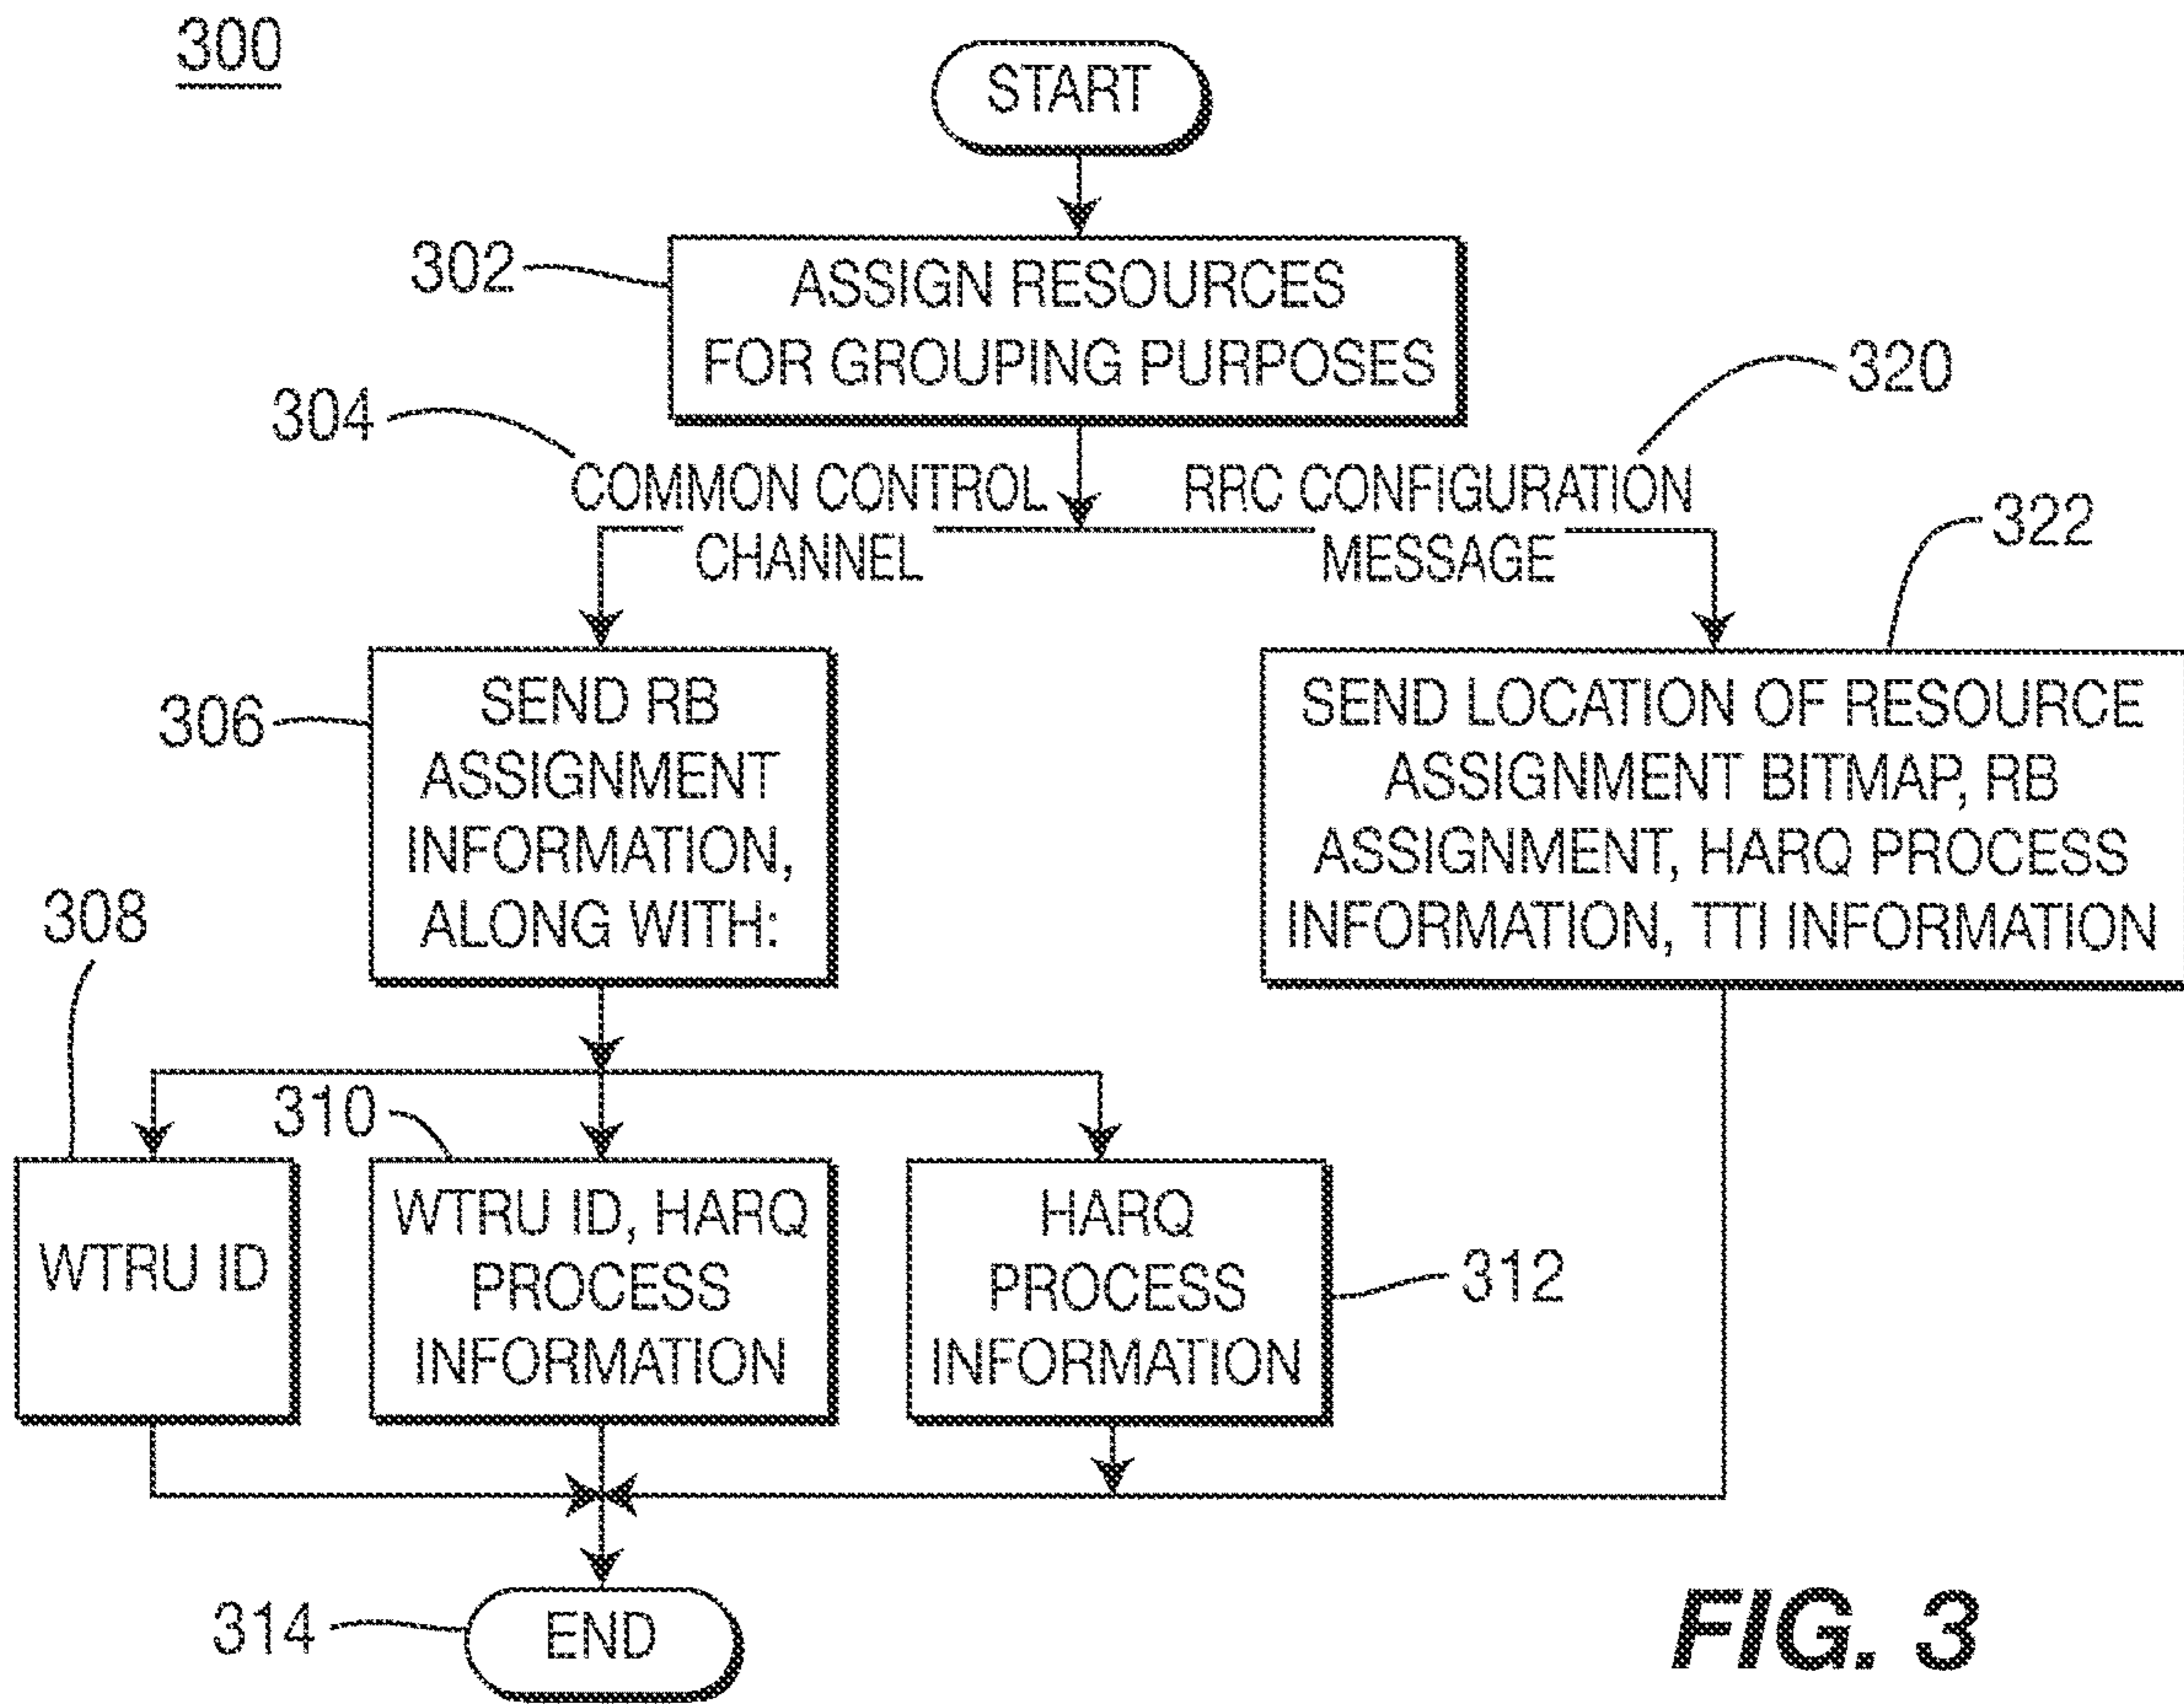 300
START
302
ASSIGN RESOURCES
FOR GROUPING PURPOSES
304
320
COMMON CONTROL
CHANNEL
RRC CONFIGURATION
MESSAGE
322
306
SEND RB
ASSIGNMENT
INFORMATION,
ALONG WITH:
SEND LOCATION OF RESOURCE
ASSIGNMENT BITMAP, RB
ASSIGNMENT, HARQ PROCESS
INFORMATION, TTI INFORMATION
308
310
WTRU ID
WTRU ID, HARQ
PROCESS
INFORMATION
HARQ
PROCESS
INFORMATION
312
314
END
FIG. 3